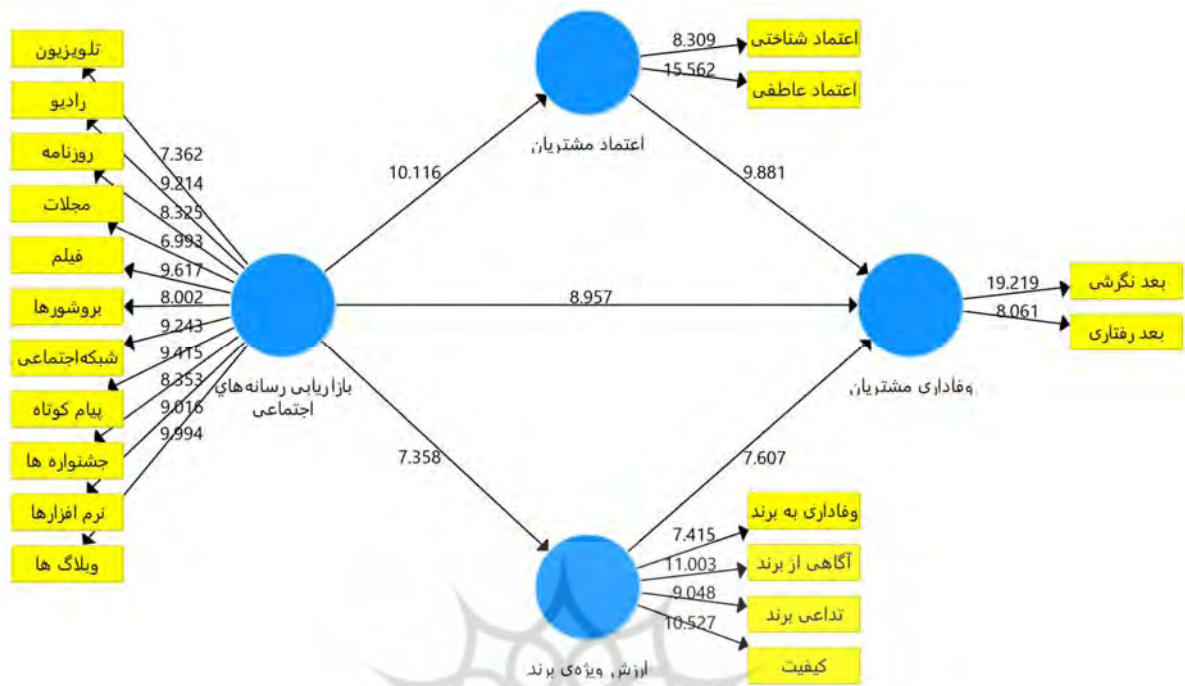 تلویزیون
رادیو
روزنامه
مجلات
فیلم
بروشورها
شبکه‌اجتماعی
پیام کوتاه
جشنواره ها
نرم افزارها
وبلاگ ها
7.362
9.214
8.325
6.993
9.617
8.002
9.243
9.415
8.353
9.016
9.994
بازاریابی رسانه‌هاي
اجتماعی
10.116
8.957
7.358
اعتماد مشتریان
8.309
15.562
اعتماد شناختی
اعتماد عاطفی
9.881
7.607
وفاداری مشتریان
19.219
8.061
بعد نگرشی
بعد رفتاری
ارزش ویژه‌ی برند
7.415
11.003
9.048
10.527
وفاداری به برند
آگاهی از برند
تداعی برند
کیفیت